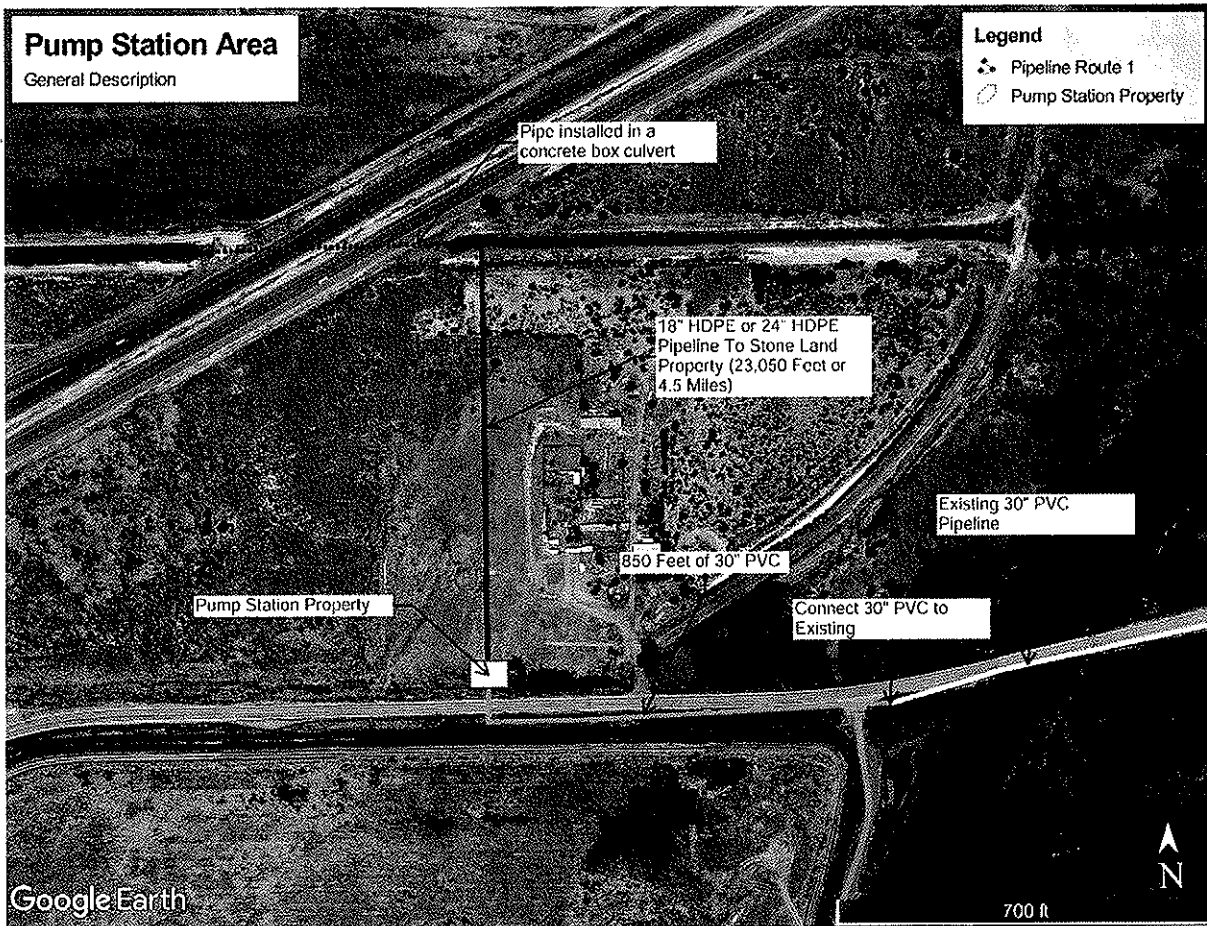 Pump Station Area
General Description
Legend
Pipeline Route 1
Pump Station Property
Pipe installed in a
concrete box culvert
18" HDPE or 24" HDPE
Pipeline To Stone Land
Property (23,050 Feet or
4.5 Miles)
Existing 30" PVC
Pipeline
850 Feet of 30" PVC
Pump Station Property
Connect 30" PVC to
Existing
N
Google Earth
700 ft